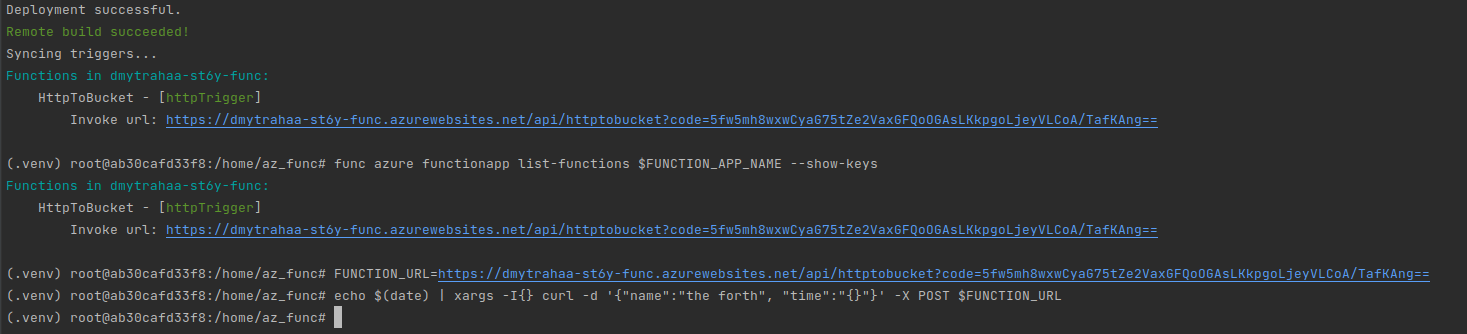 Deployment successful.
Remote build succeeded!
Syncing triggers...
Functions in dmytrahaa-st6y-func:
    HttpToBucket - [httpTrigger]
        Invoke url: https://dmytrahaa-st6y-func.azurewebsites.net/api/httptobucket?code=5fw5mh8wxwCyaG75tZe2VaxGFQoOGAsLKkpgoLjeyVLCoA/TafKAng==
(.venv) root@ab30cafd33f8:/home/az_func# func azure functionapp list-functions $FUNCTION_APP_NAME --show-keys
Functions in dmytrahaa-st6y-func:
    HttpToBucket - [httpTrigger]
        Invoke url: https://dmytrahaa-st6y-func.azurewebsites.net/api/httptobucket?code=5fw5mh8wxwCyaG75tZe2VaxGFQoOGAsLKkpgoLjeyVLCoA/TafKAng==
(.venv) root@ab30cafd33f8:/home/az_func# FUNCTION_URL=https://dmytrahaa-st6y-func.azurewebsites.net/api/httptobucket?code=5fw5mh8wxwCyaG75tZe2VaxGFQoOGAsLKkpgoLjeyVLCoA/TafKAng==
(.venv) root@ab30cafd33f8:/home/az_func# echo $(date) | xargs -I{} curl -d '{"name":"the forth", "time":"{}"}' -X POST $FUNCTION_URL
(.venv) root@ab30cafd33f8:/home/az_func#